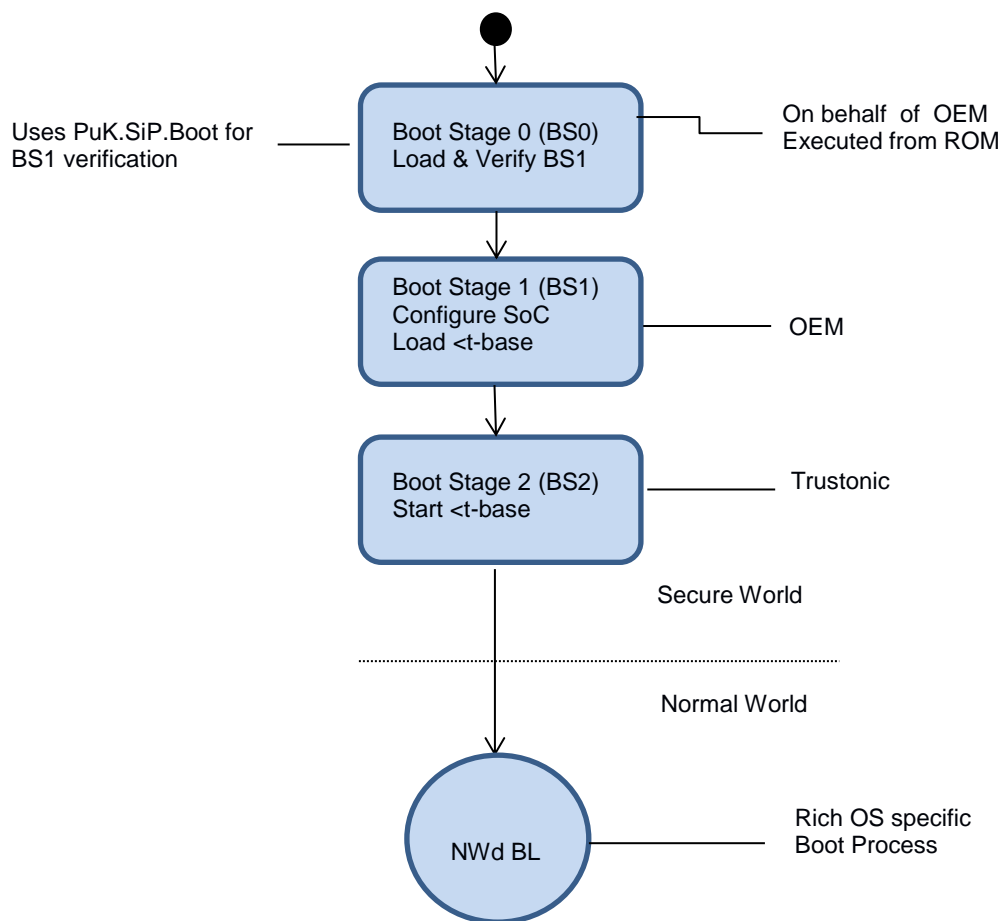 Uses PuK.SiP.Boot for
BS1 verification
Boot Stage 0 (BS0)
Load & Verify BS1
On behalf of OEM
Executed from ROM
Boot Stage 1 (BS1)
Configure SoC
Load <t-base
OEM
Boot Stage 2 (BS2)
Start <t-base
Trustonic
Secure World
Normal World
NWd BL
Rich OS specific
Boot Process